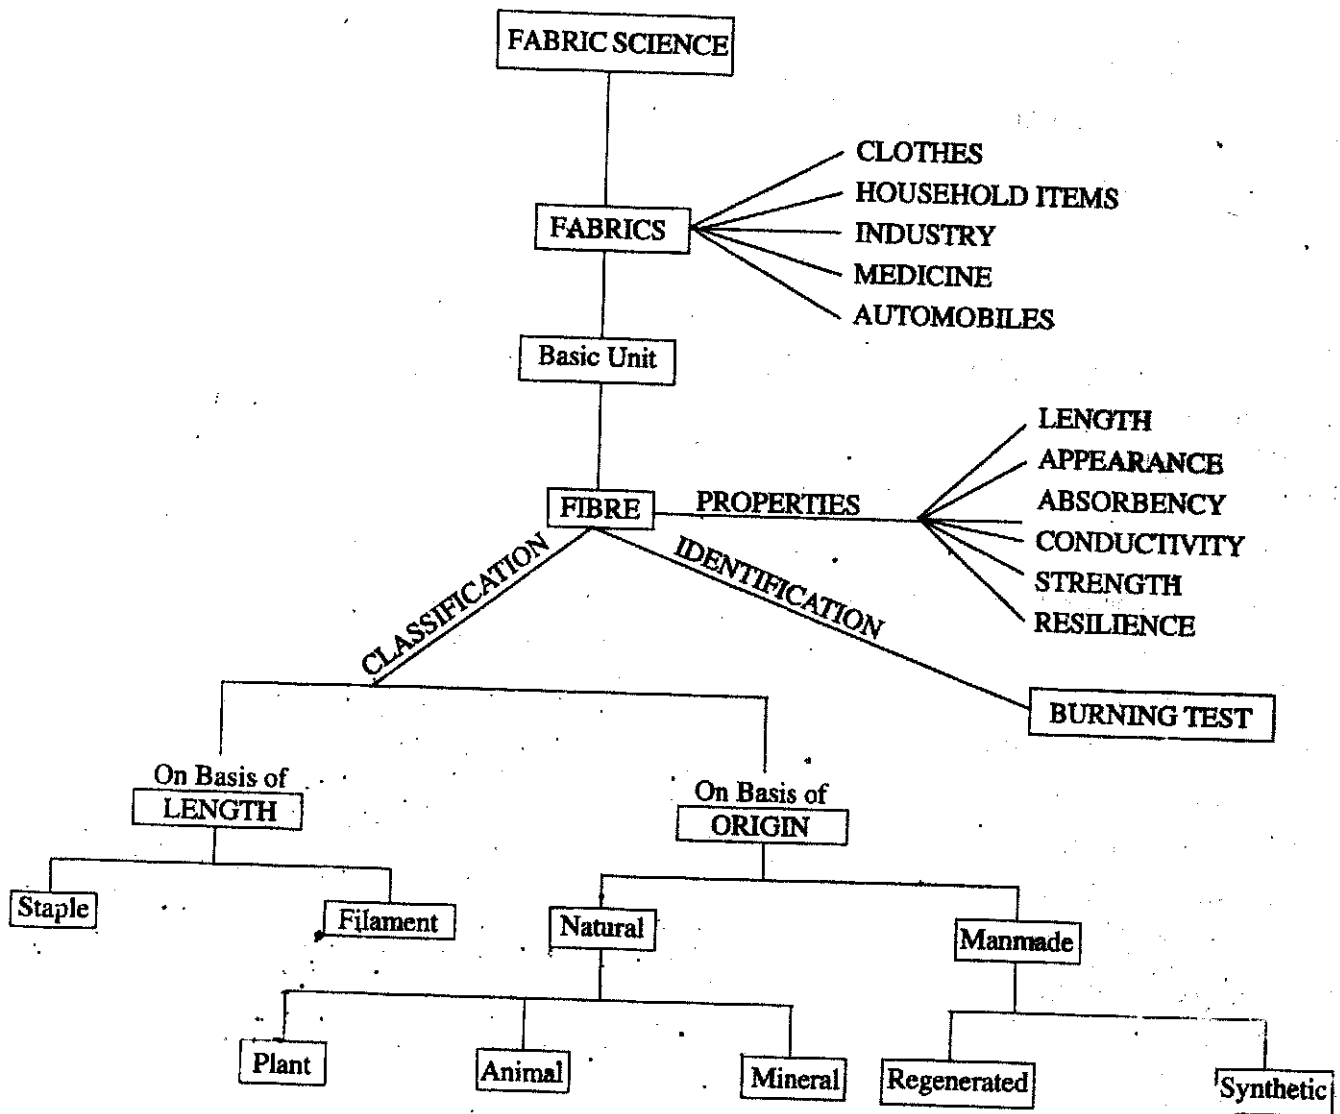 FABRIC SCIENCE
FABRICS
CLOTHES
HOUSEHOLD ITEMS
INDUSTRY
MEDICINE
AUTOMOBILES
Basic Unit
FIBRE
PROPERTIES
LENGTH
APPEARANCE
ABSORBENCY
CONDUCTIVITY
STRENGTH
RESILIENCE
CLASSIFICATION
IDENTIFICATION
BURNING TEST
On Basis of
LENGTH
On Basis of
ORIGIN
Staple
Filament
Natural
Manmade
Plant
Animal
Mineral
Regenerated
Synthetic